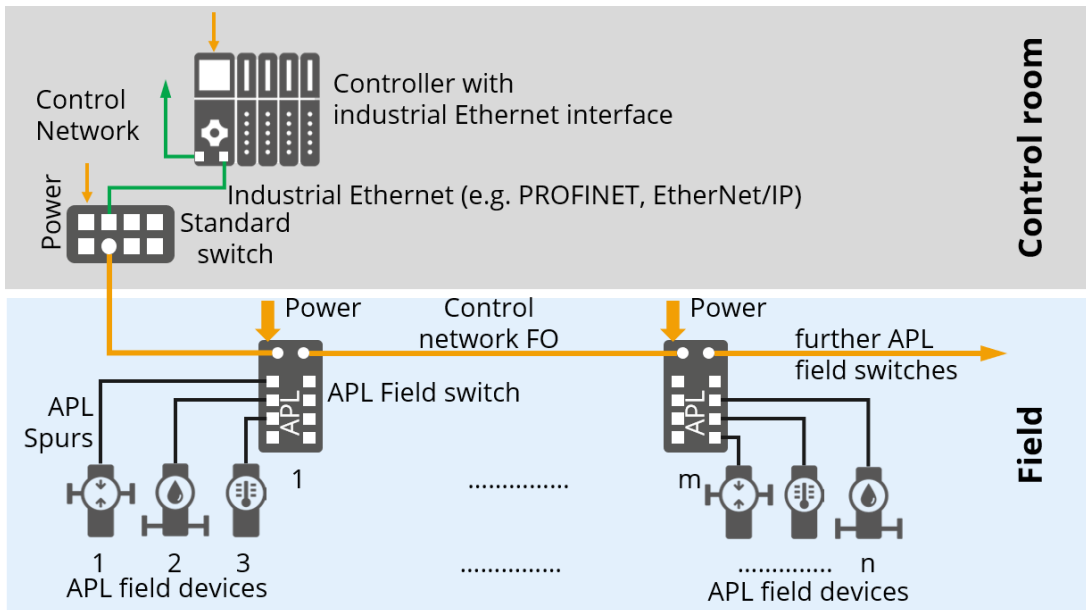 Controller with
industrial Ethernet interface
Control
Network
Control room
Power
Industrial Ethernet (e.g. PROFINET, EtherNet/IP)
Standard
switch
Power
Control
network FO
Power
further APL
field switches
APL Field switch
APL
APL
APL
Spurs
Field
1
...............
m
1
2
3
...............
..............
n
APL field devices
APL field devices